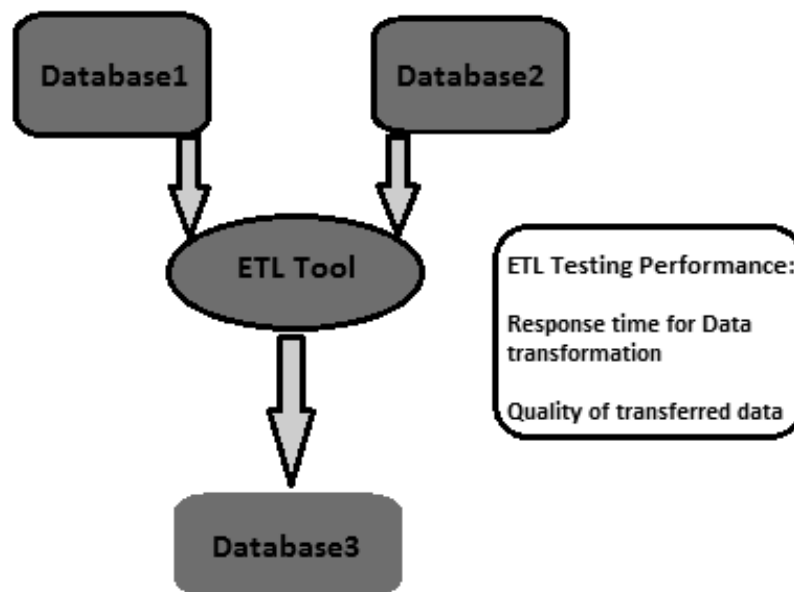 Database1
Database2
ETL Tool
ETL Testing Performance:
Response time for Data
transformation
Quality of transferred data
Database3